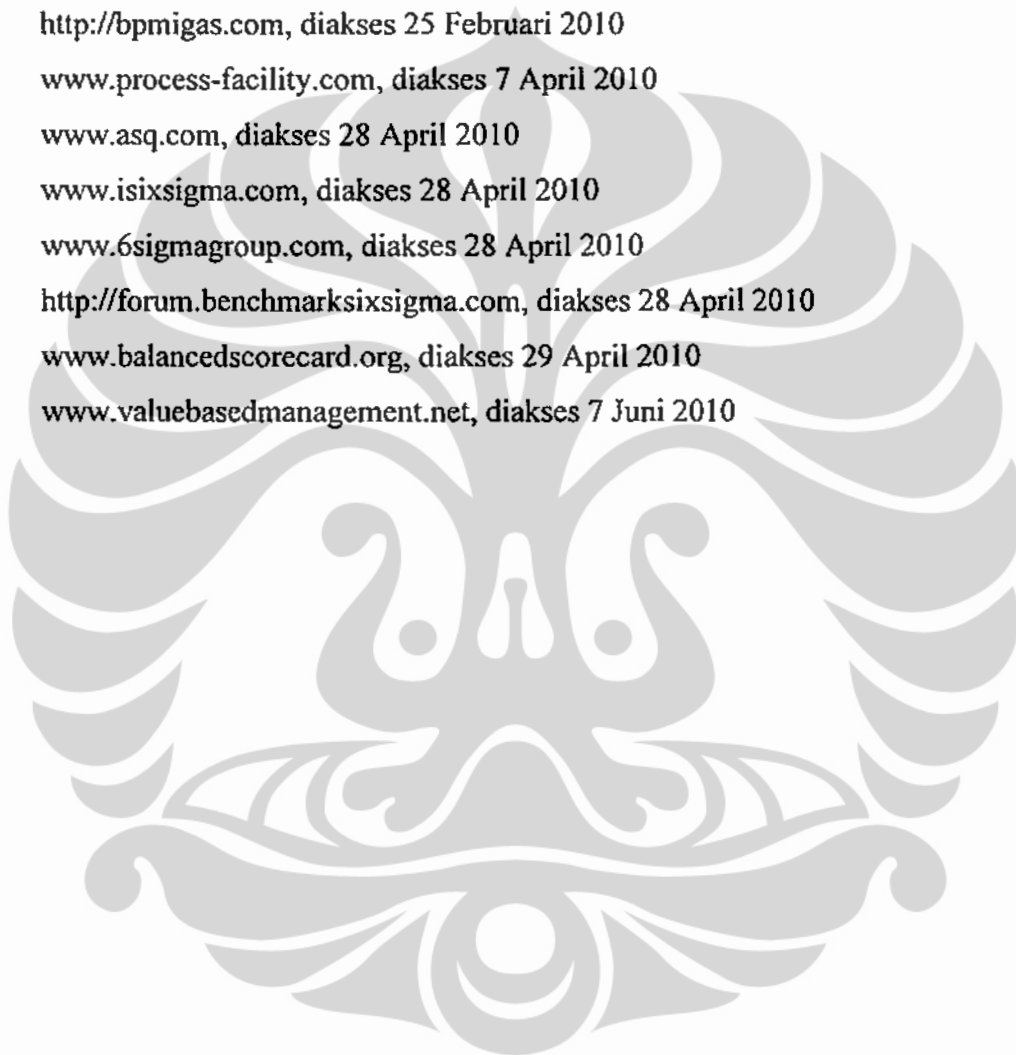 http://bpmigas.com, diakses 25 Februari 2010
www.process-facility.com, diakses 7 April 2010
www.asq.com, diakses 28 April 2010
www.isixsigma.com, diakses 28 April 2010
www.6sigmagroup.com, diakses 28 April 2010
http://forum.benchmarksixsigma.com, diakses 28 April 2010
www.balancedscorecard.org, diakses 29 April 2010
www.valuebasedmanagement.net, diakses 7 Juni 2010